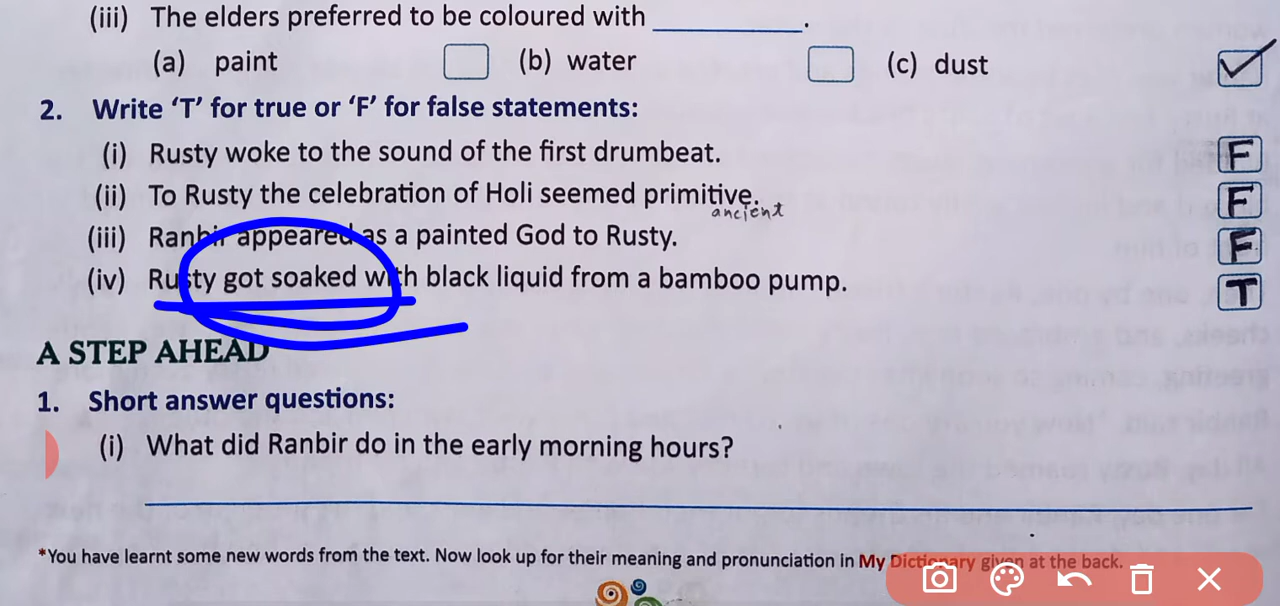 (iii) The elders preferred to be coloured with ___________.
(a) paint (b) water (c) dust
2. Write ‘T’ for true or ‘F’ for false statements:
(i) Rusty woke to the sound of the first drumbeat. F
(ii) To Rusty the celebration of Holi seemed primitive. F
ancient
(iii) Ranbir appeared as a painted God to Rusty. F
(iv) Rusty got soaked with black liquid from a bamboo pump. T
A STEP AHEAD
1. Short answer questions:
(i) What did Ranbir do in the early morning hours?
*You have learnt some new words from the text. Now look up for their meaning and pronunciation in My Dictionary given at the back.